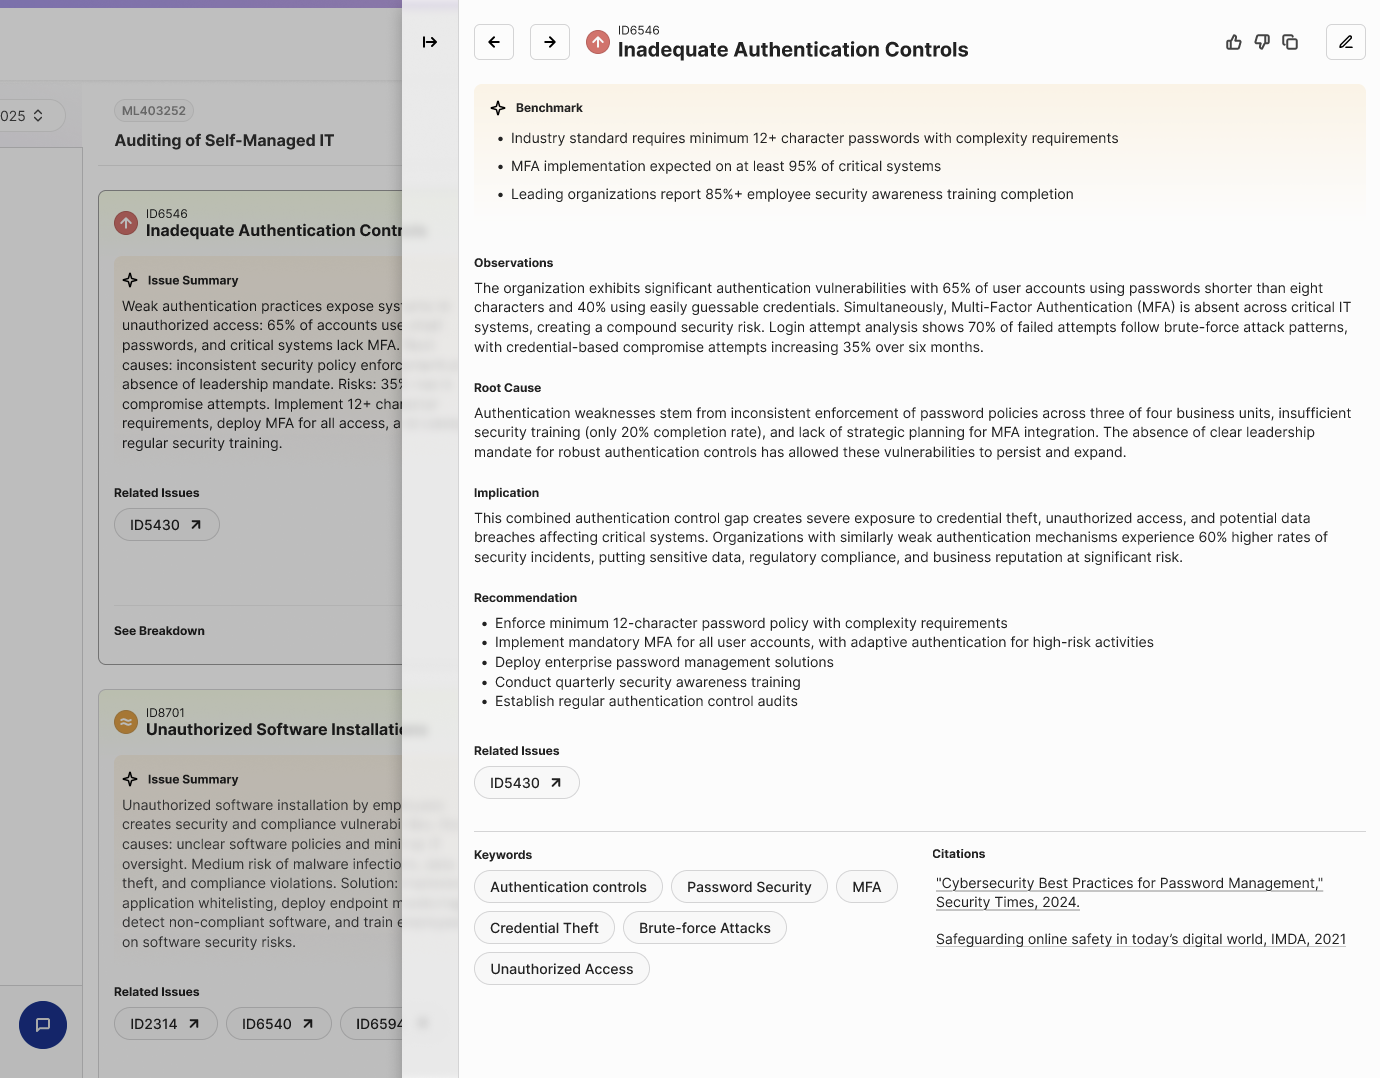 025
ML403252
Auditing of Self-Managed IT
ID6546
Inadequate Authentication
Issue Summary
Weak authentication practices expose
unauthorized access: 65% of accounts use
passwords, and critical systems lack MFA.
causes: inconsistent security policy
absence of leadership mandate. Risks: 35%
compromise attempts. Implement 12+
requirements, deploy MFA for all access,
regular security training.
Related Issues
ID5430
See Breakdown
ID8701
Unauthorized Software
Issue Summary
Unauthorized software installation by
creates security and compliance
causes: unclear software policies and
oversight. Medium risk of malware
theft, and compliance violations. Solution:
application whitelisting, deploy endpoint
detect non-compliant software, and train
on software security risks.
Related Issues
ID2314
ID6540
ID6594
ID6546
Inadequate Authentication Controls
Benchmark
• Industry standard requires minimum 12+ character passwords with complexity requirements
• MFA implementation expected on at least 95% of critical systems
• Leading organizations report 85%+ employee security awareness training completion
Observations
The organization exhibits significant authentication vulnerabilities with 65% of user accounts using passwords shorter than eight
characters and 40% using easily guessable credentials. Simultaneously, Multi-Factor Authentication (MFA) is absent across critical IT
systems, creating a compound security risk. Login attempt analysis shows 70% of failed attempts follow brute-force attack patterns,
with credential-based compromise attempts increasing 35% over six months.
Root Cause
Authentication weaknesses stem from inconsistent enforcement of password policies across three of four business units, insufficient
security training (only 20% completion rate), and lack of strategic planning for MFA integration. The absence of clear leadership
mandate for robust authentication controls has allowed these vulnerabilities to persist and expand.
Implication
This combined authentication control gap creates severe exposure to credential theft, unauthorized access, and potential data
breaches affecting critical systems. Organizations with similarly weak authentication mechanisms experience 60% higher rates of
security incidents, putting sensitive data, regulatory compliance, and business reputation at significant risk.
Recommendation
• Enforce minimum 12-character password policy with complexity requirements
• Implement mandatory MFA for all user accounts, with adaptive authentication for high-risk activities
• Deploy enterprise password management solutions
• Conduct quarterly security awareness training
• Establish regular authentication control audits
Related Issues
ID5430
Keywords
Authentication controls
Password Security
MFA
Credential Theft
Brute-force Attacks
Unauthorized Access
Citations
"Cybersecurity Best Practices for Password Management,"
Security Times, 2024.
Safeguarding online safety in today’s digital world, IMDA, 2021